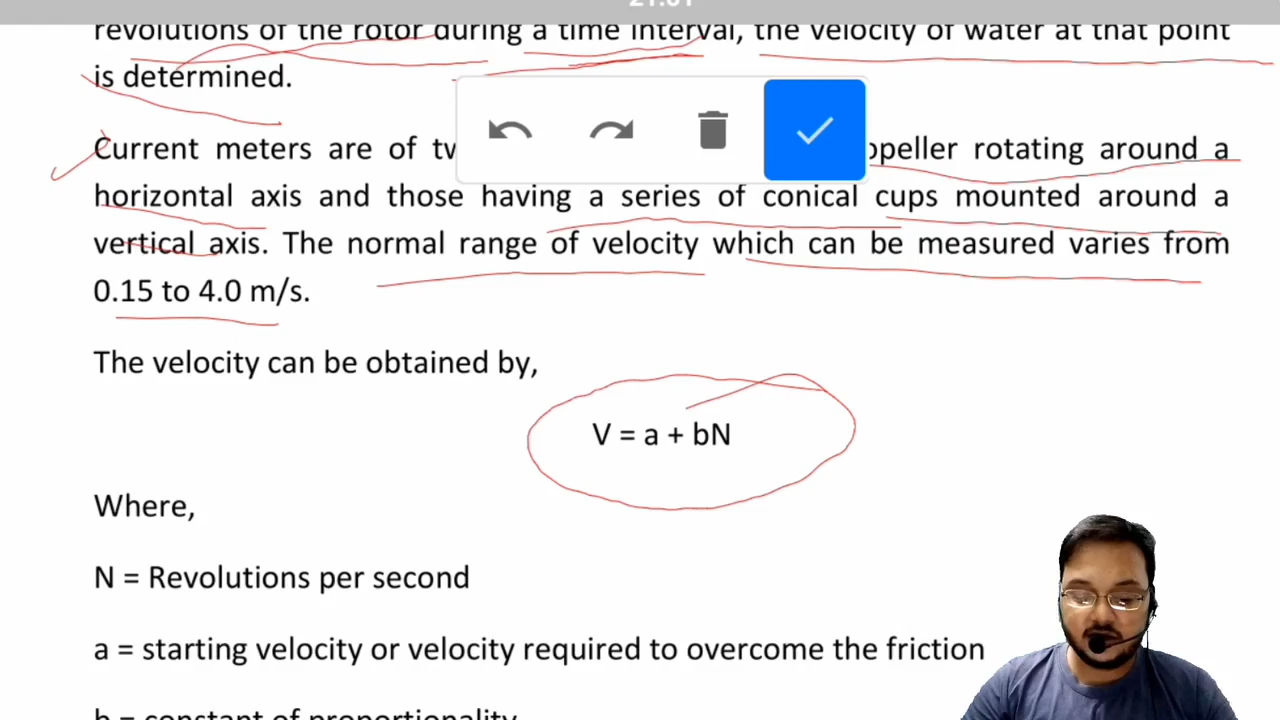 revolutions of the rotor during a time interval, the velocity of water at that point
is determined.
Current meters are of rotating around a
horizontal axis and those having a series of conical cups mounted around a
vertical axis. The normal range of velocity which can be measured varies from
0.15 to 4.0 m/s.
The velocity can be obtained by,
V = a + bN
Where,
N = Revolutions per second
a = starting velocity or velocity required to overcome the friction
b = constant of proportionality